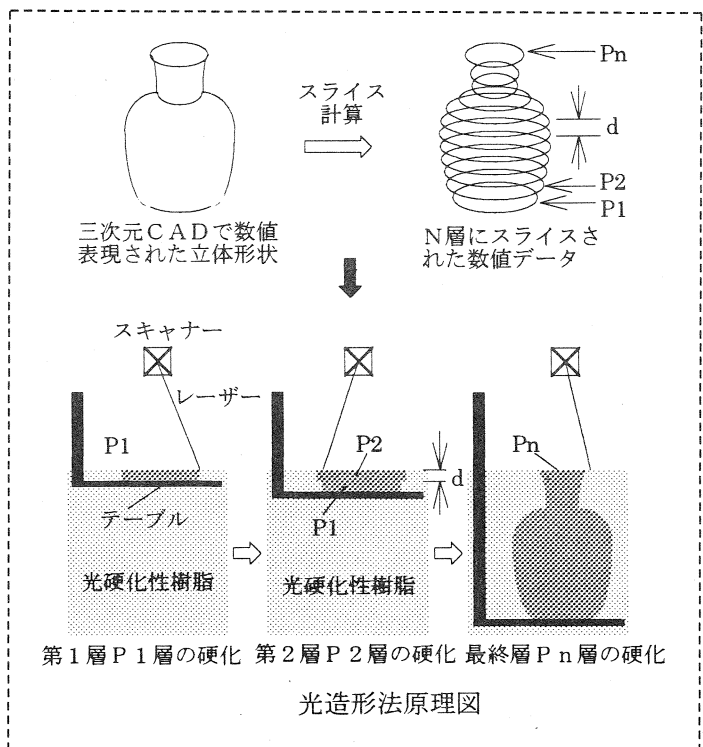 Pn
スライス
計算
d
P2
P1
三次元CADで数値
表現された立体形状
N層にスライスさ
れた数値データ
スキャナー
レーザー
P1
テーブル
光硬化性樹脂
P2
d
P1
光硬化性樹脂
Pn
第1層P1層の硬化
第2層P2層の硬化
最終層Pn層の硬化
光造形法原理図